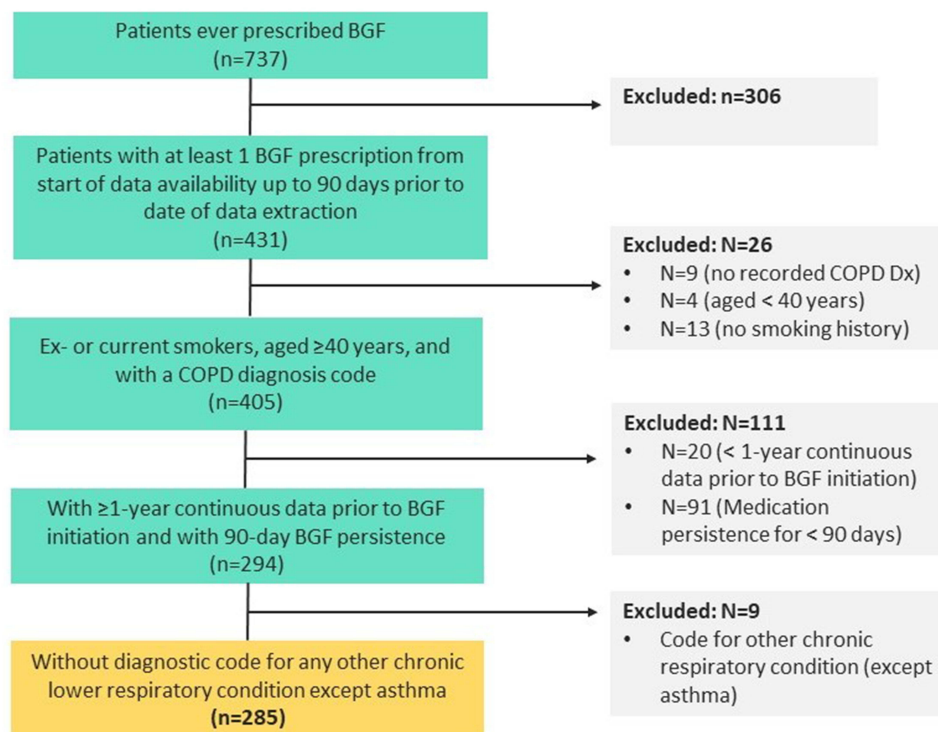 Patients ever prescribed BGF
(n=737)
Excluded: n=306
Patients with at least 1 BGF prescription from
start of data availability up to 90 days prior to
date of data extraction
(n=431)
Excluded: N=26
• N=9 (no recorded COPD Dx)
• N=4 (aged < 40 years)
• N=13 (no smoking history)
Ex- or current smokers, aged ≥40 years, and
with a COPD diagnosis code
(n=405)
Excluded: N=111
• N=20 (< 1-year continuous
data prior to BGF initiation)
• N=91 (Medication
persistence for < 90 days)
With ≥1-year continuous data prior to BGF
initiation and with 90-day BGF persistence
(n=294)
Excluded: N=9
• Code for other chronic
respiratory condition (except
asthma)
Without diagnostic code for any other chronic
lower respiratory condition except asthma
(n=285)